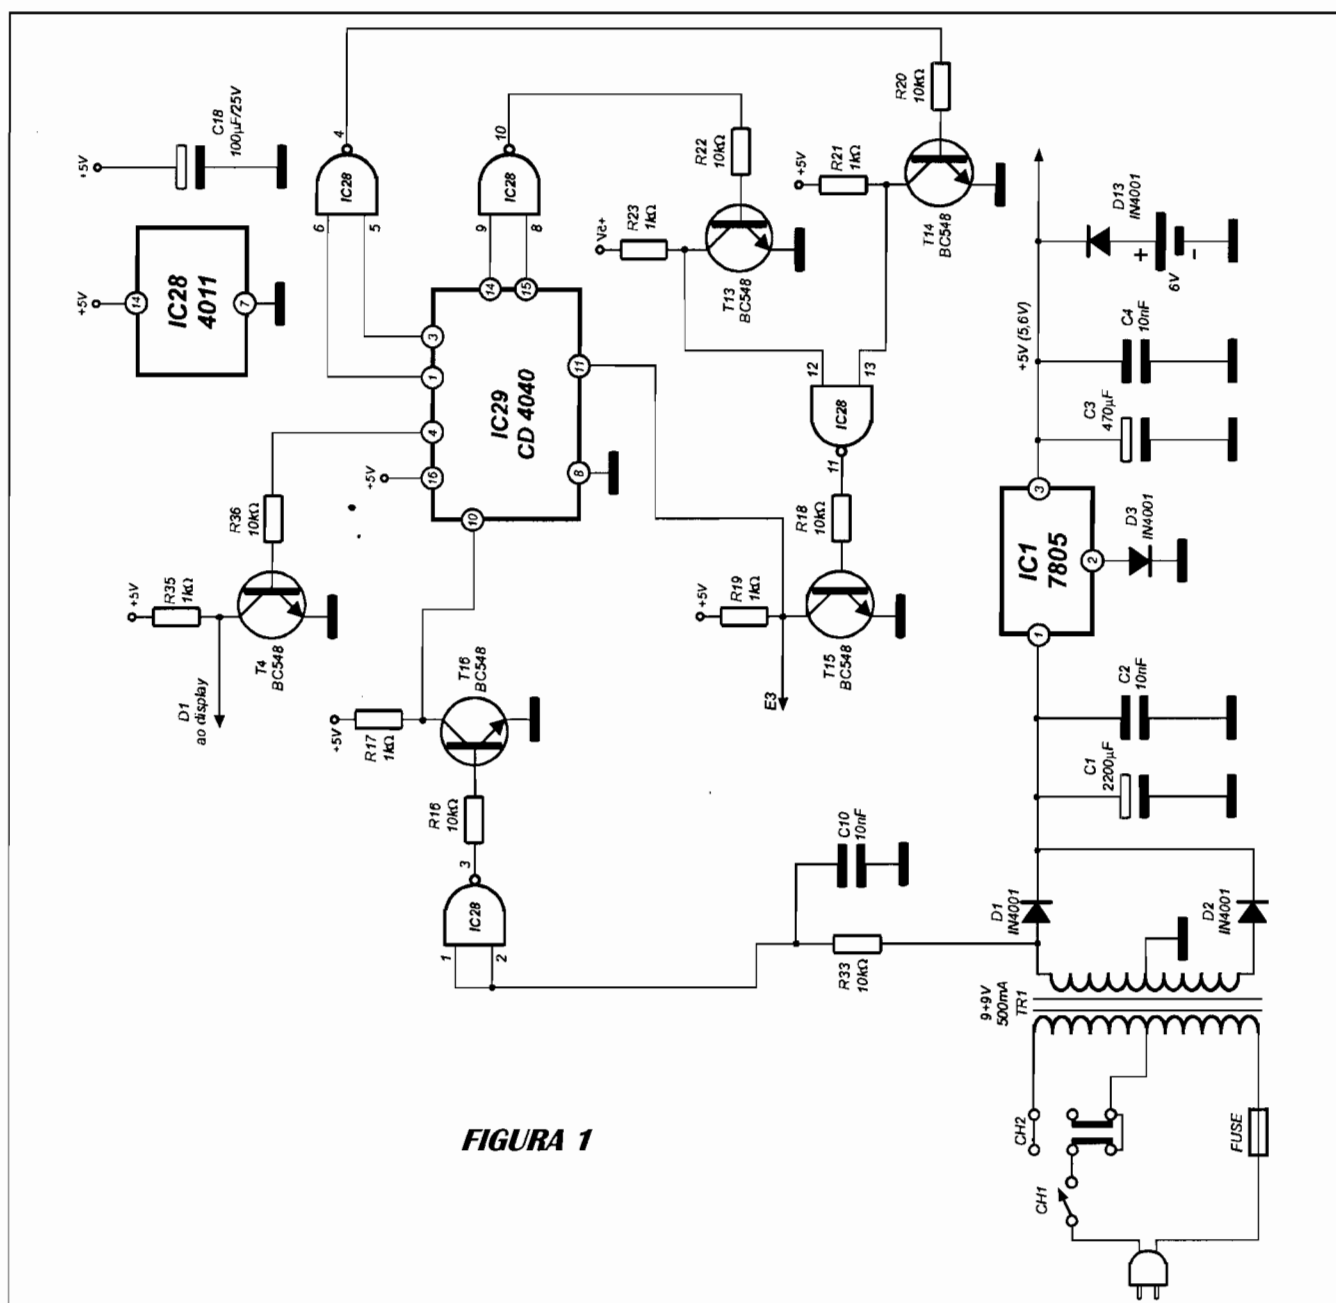 +5V
C18
100µF/25V
+5V
14
IC28
4011
7
4
IC28
6
5
10
IC28
9
8
R20
10kΩ
R22
10kΩ
+5V
R21
1kΩ
T14
BC548
+5V
R23
1kΩ
T13
BC548
14
15
3
1
4
16
10
11
8
IC29
CD 4040
+5V
R36
10kΩ
+5V
R35
1kΩ
T4
BC548
D1
ao display
12
13
IC28
11
R18
10kΩ
+5V
R19
1kΩ
T15
BC548
E3
+5V
R17
1kΩ
T16
BC548
R16
10kΩ
3
IC28
1
2
C10
10nF
R33
10kΩ
D13
IN4001
+
6V
-
+5V (5,6V)
C4
10nF
C3
470µF
3
IC1
7805
2
1
D3
IN4001
C2
10nF
C1
2200µF
D1
IN4001
D2
IN4001
9+9V
500mA
TR1
CH2
CH1
FUSE
FIGURA 1